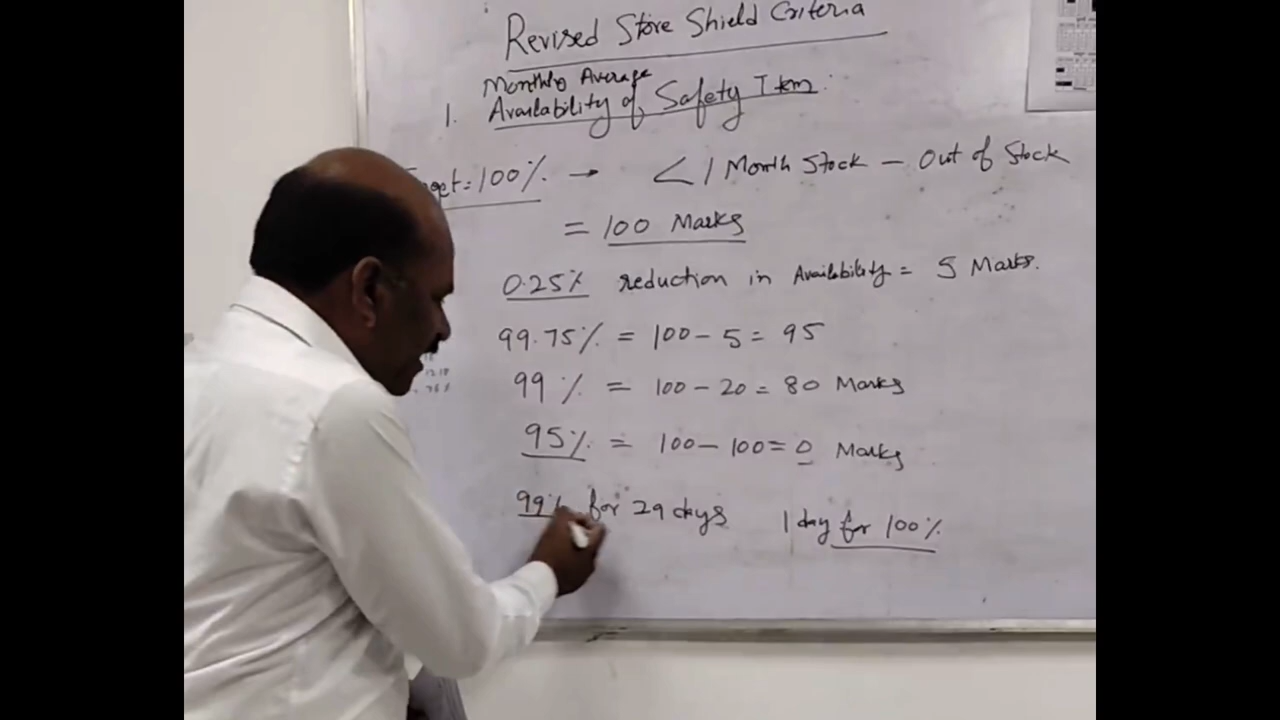 Revised Store Shield Criteria
Monthly Average
1. Availability of Safety Item:
=100% → < 1 Month Stock – Out of Stock
= 100 Marks
0.25% reduction in Availability = 5 Marks.
99.75% = 100 – 5 = 95
99% = 100 – 20 = 80 Marks
95% = 100 – 100 = 0 Marks
99% for 29 days 1 day for 100%